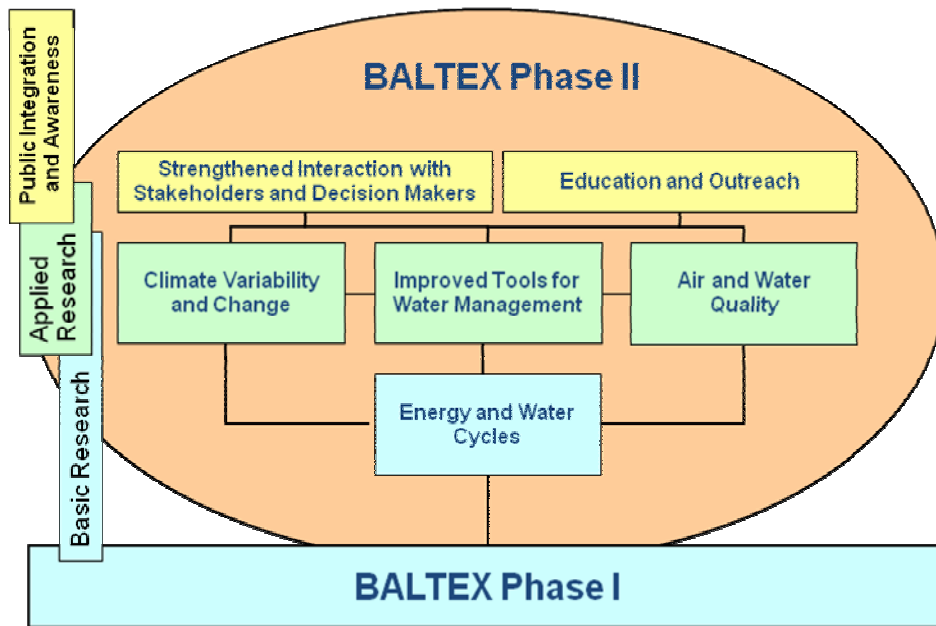 BALTEX Phase II
Public Integration
and Awareness
Strengthened Interaction with
Stakeholders and Decision Makers
Education and Outreach
Applied
Research
Climate Variability
and Change
Improved Tools for
Water Management
Air and Water
Quality
Basic Research
Energy and Water
Cycles
BALTEX Phase I